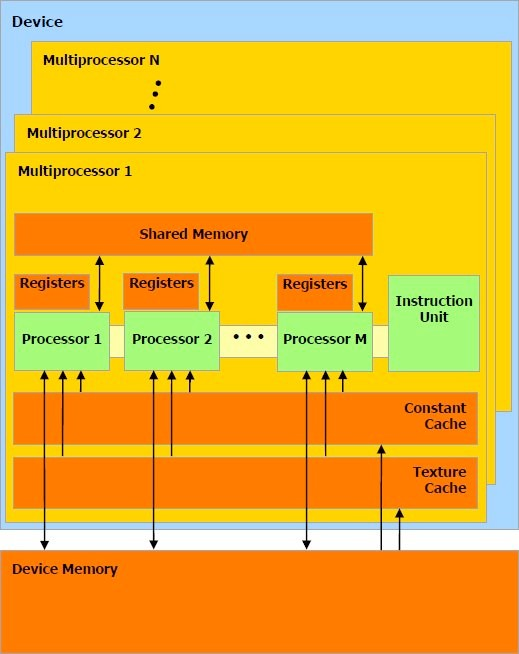 Device
Multiprocessor N
Multiprocessor 2
Multiprocessor 1
Shared Memory
Registers
Registers
Registers
Processor 1
Processor 2
Processor M
Instruction
Unit
Constant
Cache
Texture
Cache
Device Memory